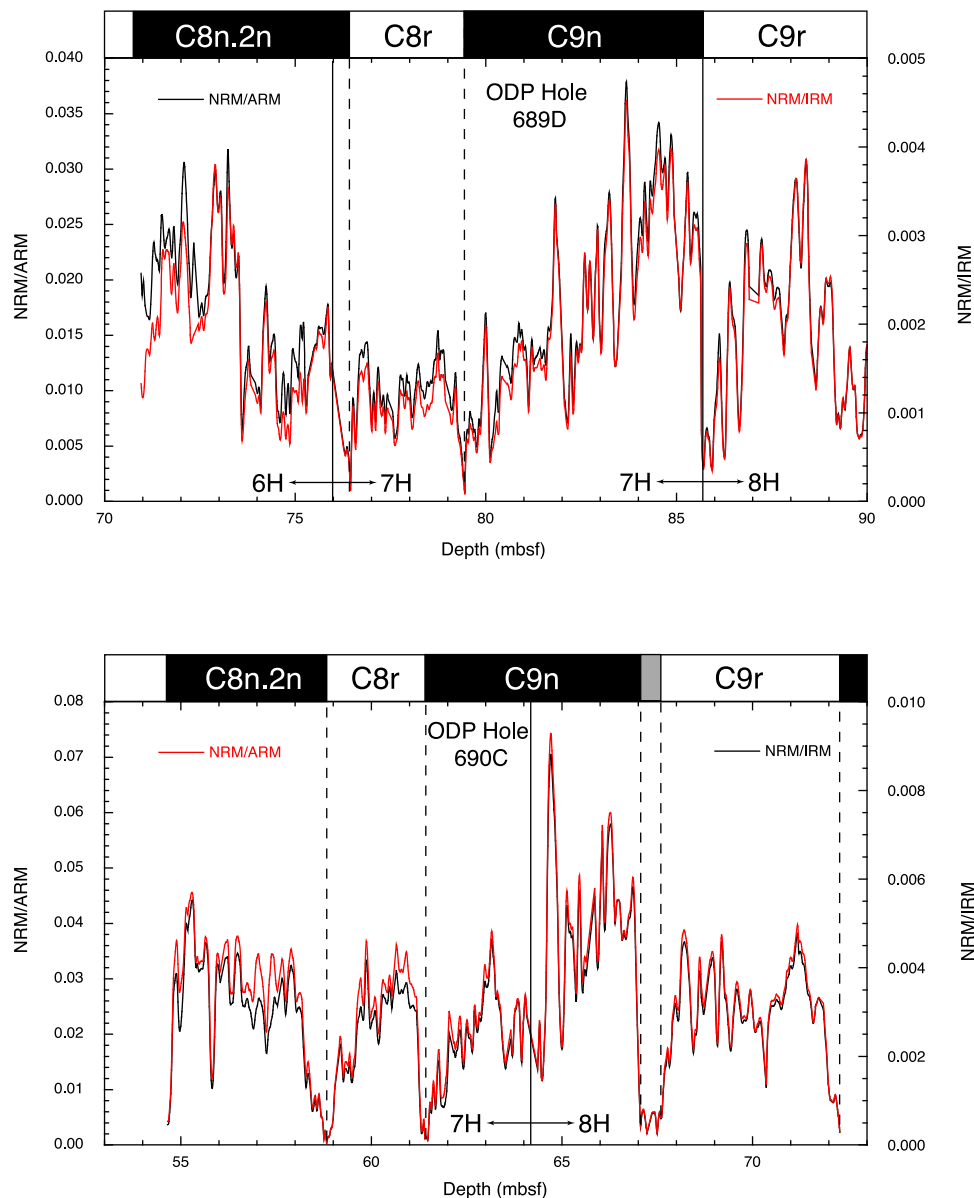 C8n.2n C8r C9n C9r
0.040 0.005
NRM/ARM ODP Hole NRM/IRM
689D
0.035
0.030 0.004
0.025 0.003
0.020
0.015 0.002
0.010 0.001
0.005
0.000 0.000
NRM/ARM NRM/IRM
6H 7H 7H 8H
70 75 80 85 90
Depth (mbsf)
C8n.2n C8r C9n C9r
0.08 0.010
ODP Hole
690C
NRM/ARM NRM/IRM
0.07
0.06 0.008
0.05 0.006
0.04
0.03 0.004
0.02 0.002
0.01
0.00 0.000
NRM/ARM NRM/IRM
7H 8H
55 60 65 70
Depth (mbsf)